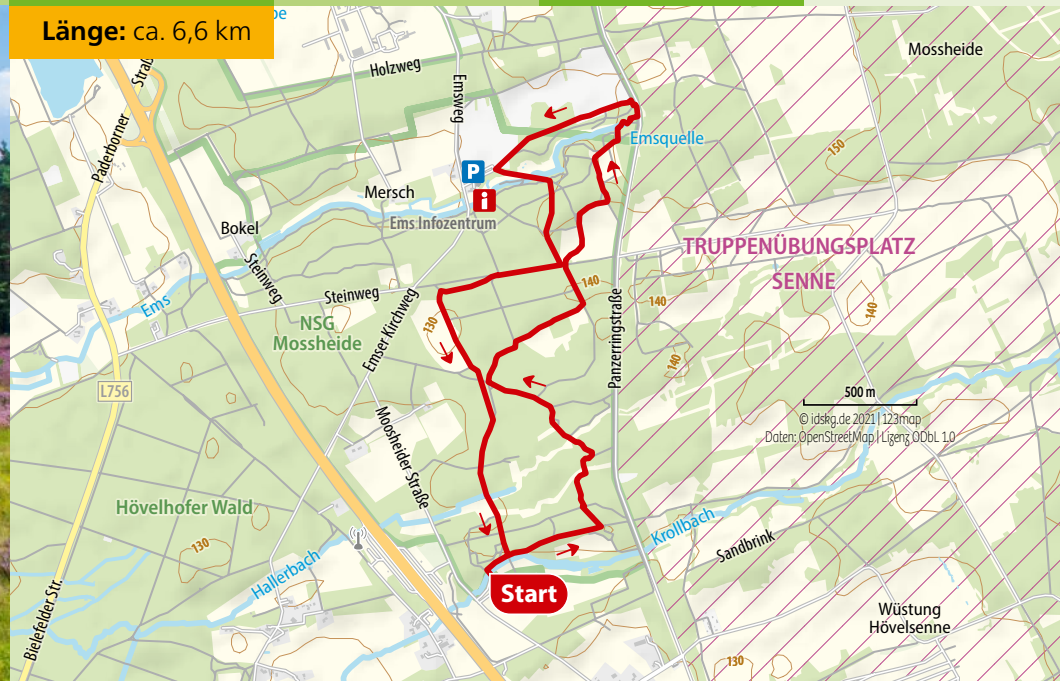 Länge: ca. 6,6 km
Mossheide
Holzweg
Emsweg
Paderborner
Straß
Emsquelle
150
P
i
Mersch
Ems Infozentrum
Bokel
Steinweg
TRUPPENÜBUNGSPLATZ
SENNE
Steinweg
Ems
NSG
Mossheide
Emser Kirchweg
130
140
140
140
140
Panzerringstraße
L756
500 m
© idskg.de 2021 | 123map
Daten: OpenStreetMap | Lizenz ODbL 1.0
Moosheider Straße
Hövelhofer Wald
130
Hallerbach
Krollbach
Sandbrink
Start
Bielefelder Str.
Wüstung
Hövelsenne
130